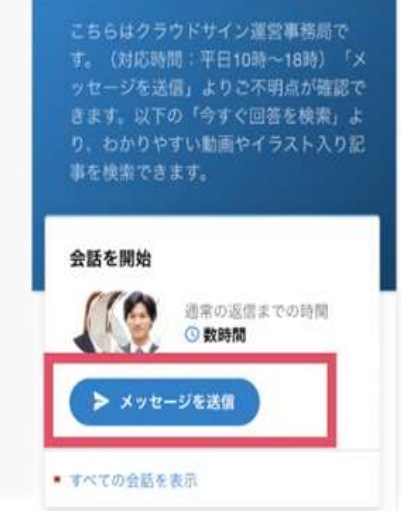 こちらはクラウドサイン運営事務局で
す。（対応時間：平日10時〜18時）「メ
ッセージを送信」よりご不明点が確認で
きます。以下の「今すぐ回答を検索」よ
り、わかりやすい動画やイラスト入り記
事を検索できます。
会話を開始
通常の返信までの時間
数時間
メッセージを送信
すべての会話を表示